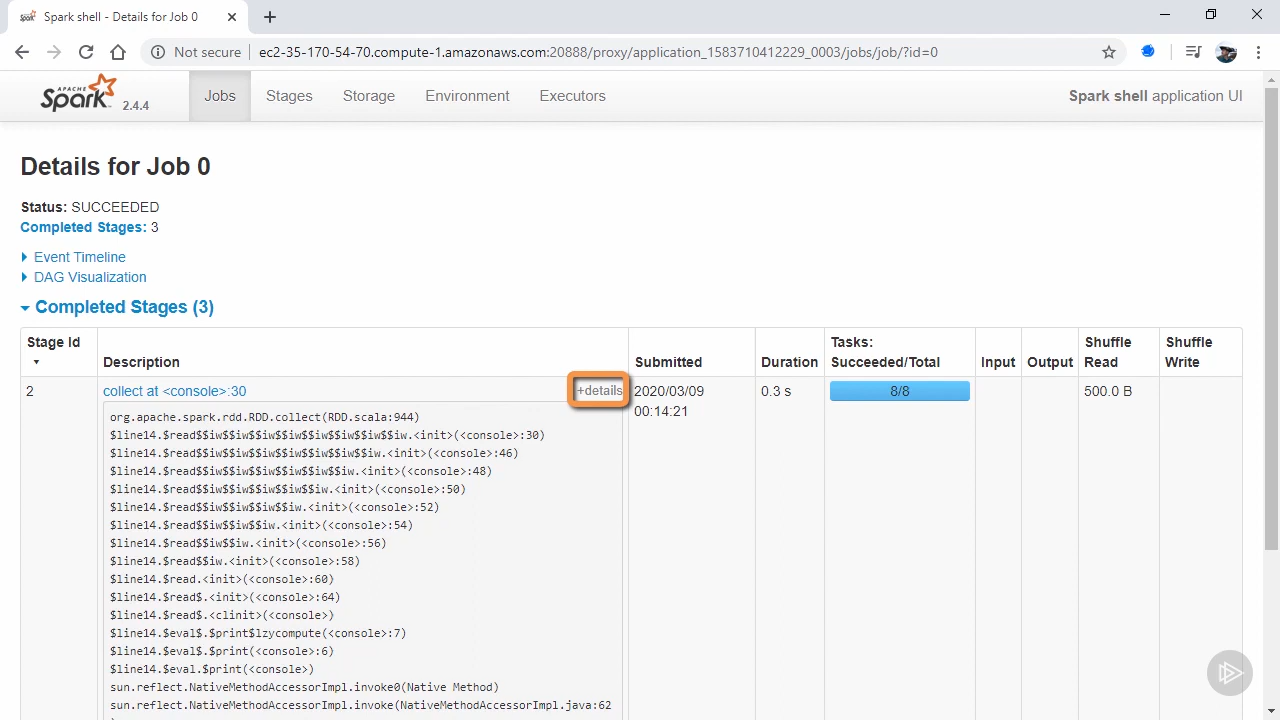 Spark shell - Details for Job 0
Not secure
ec2-35-170-54-70.compute-1.amazonaws.com:20888/proxy/application_1583710412229_0003/jobs/job/?id=0
APACHE
Spark
2.4.4
Jobs
Stages
Storage
Environment
Executors
Spark shell application UI
Details for Job 0
Status: SUCCEEDED
Completed Stages: 3
Event Timeline
DAG Visualization
Completed Stages (3)
Stage Id
Description
Submitted
Duration
Tasks:
Succeeded/Total
Input
Output
Shuffle
Read
Shuffle
Write
2
collect at <console>:30
+details
2020/03/09
00:14:21
0.3 s
8/8
500.0 B
org.apache.spark.rdd.RDD.collect(RDD.scala:944)
$line14.$read$$iw$$iw$$iw$$iw$$iw$$iw$$iw$$iw.<init>(<console>:30)
$line14.$read$$iw$$iw$$iw$$iw$$iw$$iw$$iw.<init>(<console>:46)
$line14.$read$$iw$$iw$$iw$$iw$$iw$$iw.<init>(<console>:48)
$line14.$read$$iw$$iw$$iw$$iw$$iw.<init>(<console>:50)
$line14.$read$$iw$$iw$$iw$$iw.<init>(<console>:52)
$line14.$read$$iw$$iw$$iw.<init>(<console>:54)
$line14.$read$$iw$$iw.<init>(<console>:56)
$line14.$read$$iw.<init>(<console>:58)
$line14.$read.<init>(<console>:60)
$line14.$read$.<init>(<console>:64)
$line14.$read$.<clinit>(<console>)
$line14.$eval$.$print$lzycompute(<console>:7)
$line14.$eval$.$print(<console>:6)
$line14.$eval.$print(<console>)
sun.reflect.NativeMethodAccessorImpl.invoke0(Native Method)
sun.reflect.NativeMethodAccessorImpl.invoke(NativeMethodAccessorImpl.java:62